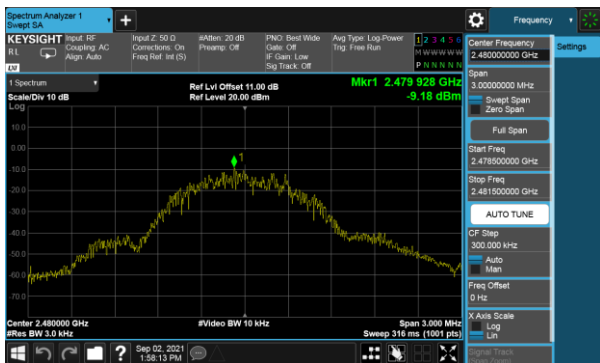 Spectrum Analyzer 1
Swept SA
Frequency
KEYSIGHT
RL
Input: RF
Coupling: AC
Align: Auto
Input Z: 50 Ω
Corrections: On
Freq Ref: Int (S)
#Atten: 20 dB
Preamp: Off
PNO: Best Wide
Gate: Off
IF Gain: Low
Sig Track: Off
Avg Type: Log-Power
Trig: Free Run
1 2 3 4 5 6
M W W W W W
P N N N N N
1 Spectrum
Scale/Div 10 dB
Log
Ref Lvl Offset 11.00 dB
Ref Level 20.00 dBm
Mkr1 2.479 928 GHz
-9.18 dBm
10.0
0.00
-10.0
-20.0
-30.0
-40.0
-50.0
-60.0
-70.0
1
Center 2.480000 GHz
#Res BW 3.0 kHz
#Video BW 10 kHz
Span 3.000 MHz
Sweep 316 ms (1001 pts)
Sep 02, 2021
1:58:13 PM
Center Frequency
2.480000000 GHz
Span
3.00000000 MHz
Swept Span
Zero Span
Full Span
Start Freq
2.478500000 GHz
Stop Freq
2.481500000 GHz
AUTO TUNE
CF Step
300.000 kHz
Auto
Man
Freq Offset
0 Hz
X Axis Scale
Log
Lin
Signal Track
(Span Zoom)
Settings